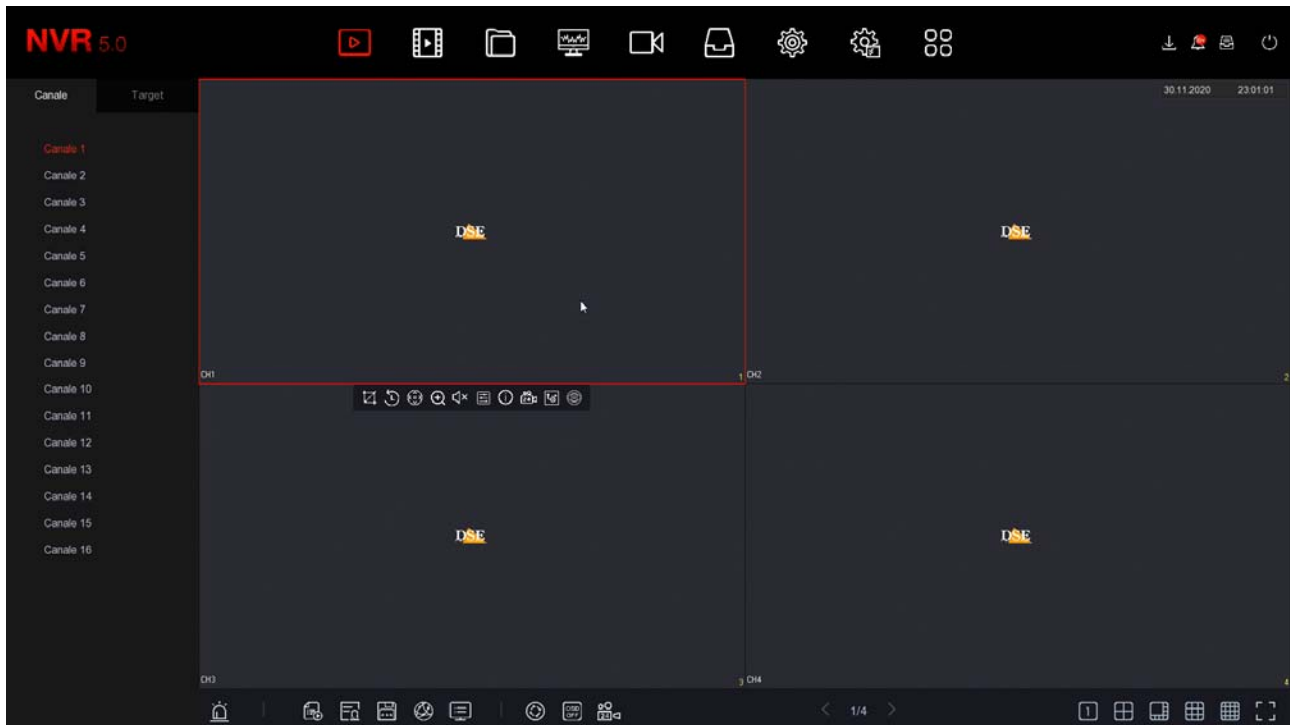 NVR 5.0
Canale Target
30.11.2020 23:01:01
Canale 1
Canale 2
Canale 3
Canale 4
Canale 5
Canale 6
Canale 7
Canale 8
Canale 9
Canale 10
Canale 11
Canale 12
Canale 13
Canale 14
Canale 15
Canale 16
DSE
DSE
CH1 1
CH2 2
DSE
DSE
CH3 3
CH4 4
OSD OFF
1/4
1